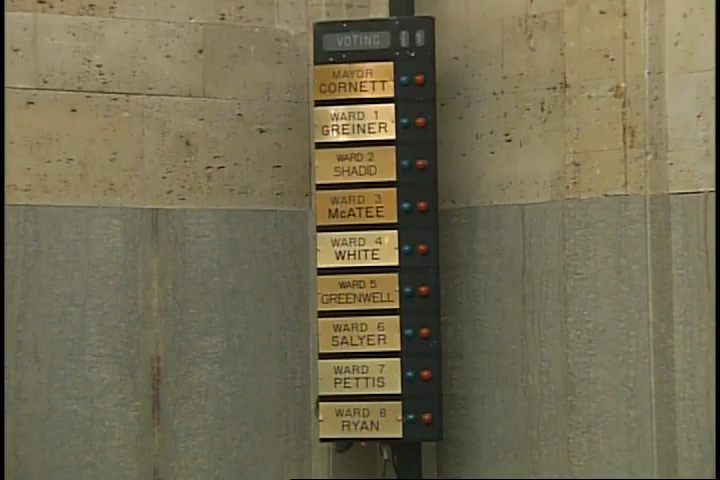 VOTING
MAYOR
CORNETT
WARD 1
GREINER
WARD 2
SHADID
WARD 3
McATEE
WARD 4
WHITE
WARD 5
GREENWELL
WARD 6
SALYER
WARD 7
PETTIS
WARD 8
RYAN